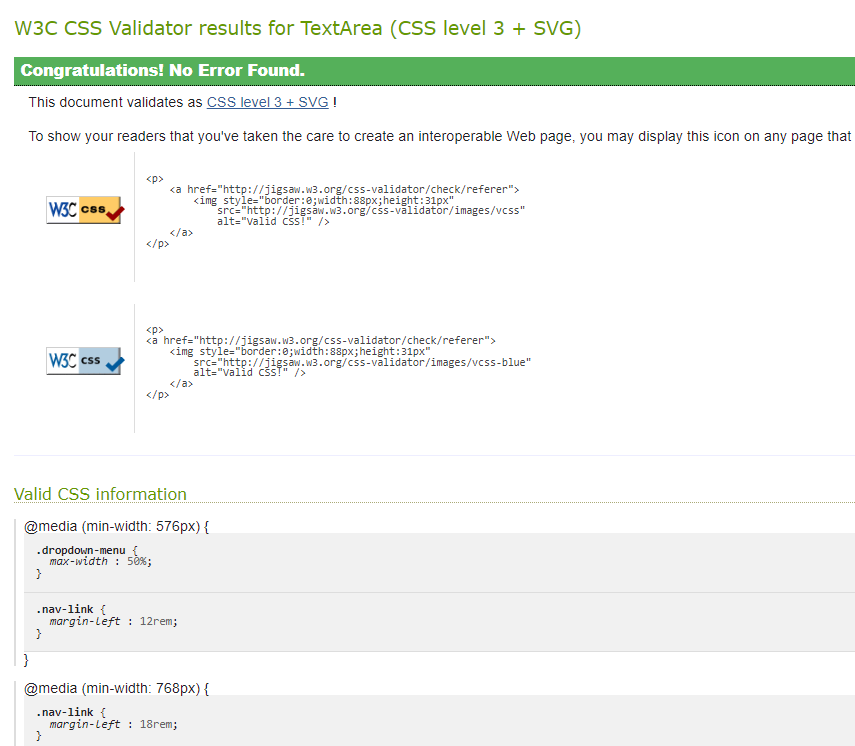 W3C CSS Validator results for TextArea (CSS level 3 + SVG)
Congratulations! No Error Found.
This document validates as CSS level 3 + SVG !
To show your readers that you've taken the care to create an interoperable Web page, you may display this icon on any page that
<p>
<a href="http://jigsaw.w3.org/css-validator/check/referer">
<img style="border:0;width:88px;height:31px"
W3C css
src="http://jigsaw.w3.org/css-validator/images/vcss"
alt="Valid CSS!" />
</a>
</p>
<p>
<a href="http://jigsaw.w3.org/css-validator/check/referer">
<img style="border:0;width:88px;height:31px"
W3C css
src="http://jigsaw.w3.org/css-validator/images/vcss-blue"
alt="Valid CSS!" />
</a>
</p>
Valid CSS information
@media (min-width: 576px) {
.dropdown-menu {
max-width : 50%;
}
.nav-link {
margin-left : 12rem;
}
}
@media (min-width: 768px) {
.nav-link {
margin-left : 18rem;
}